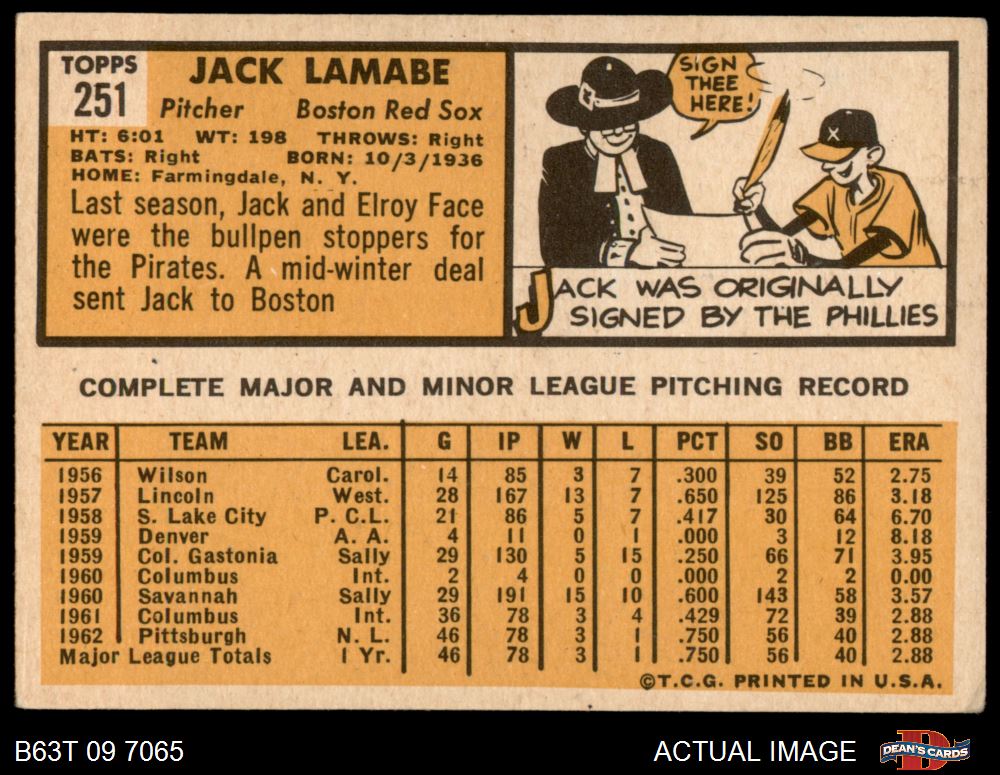 TOPPS
251
JACK LAMABE
Pitcher Boston Red Sox
HT: 6:01 WT: 198 THROWS: Right
BATS: Right BORN: 10/3/1936
HOME: Farmingdale, N. Y.
Last season, Jack and Elroy Face
were the bullpen stoppers for
the Pirates. A mid-winter deal
sent Jack to Boston
SIGN
THEE
HERE!
X
JACK WAS ORIGINALLY
SIGNED BY THE PHILLIES
COMPLETE MAJOR AND MINOR LEAGUE PITCHING RECORD
YEAR TEAM LEA. G IP W L PCT SO BB ERA
1956 Wilson Carol. 14 85 3 7 .300 39 52 2.75
1957 Lincoln West. 28 167 13 7 .650 125 86 3.18
1958 S. Lake City P. C. L. 21 86 5 7 .417 30 64 6.70
1959 Denver A. A. 4 11 0 1 .000 3 12 8.18
1959 Col. Gastonia Sally 29 130 5 15 .250 66 71 3.95
1960 Columbus Int. 2 4 0 0 .000 2 2 0.00
1960 Savannah Sally 29 191 15 10 .600 143 58 3.57
1961 Columbus Int. 36 78 3 4 .429 72 39 2.88
1962 Pittsburgh N. L. 46 78 3 1 .750 56 40 2.88
Major League Totals 1 Yr. 46 78 3 1 .750 56 40 2.88
©T.C.G. PRINTED IN U.S.A.
B63T 09 7065 ACTUAL IMAGE D DEAN'S CARDS